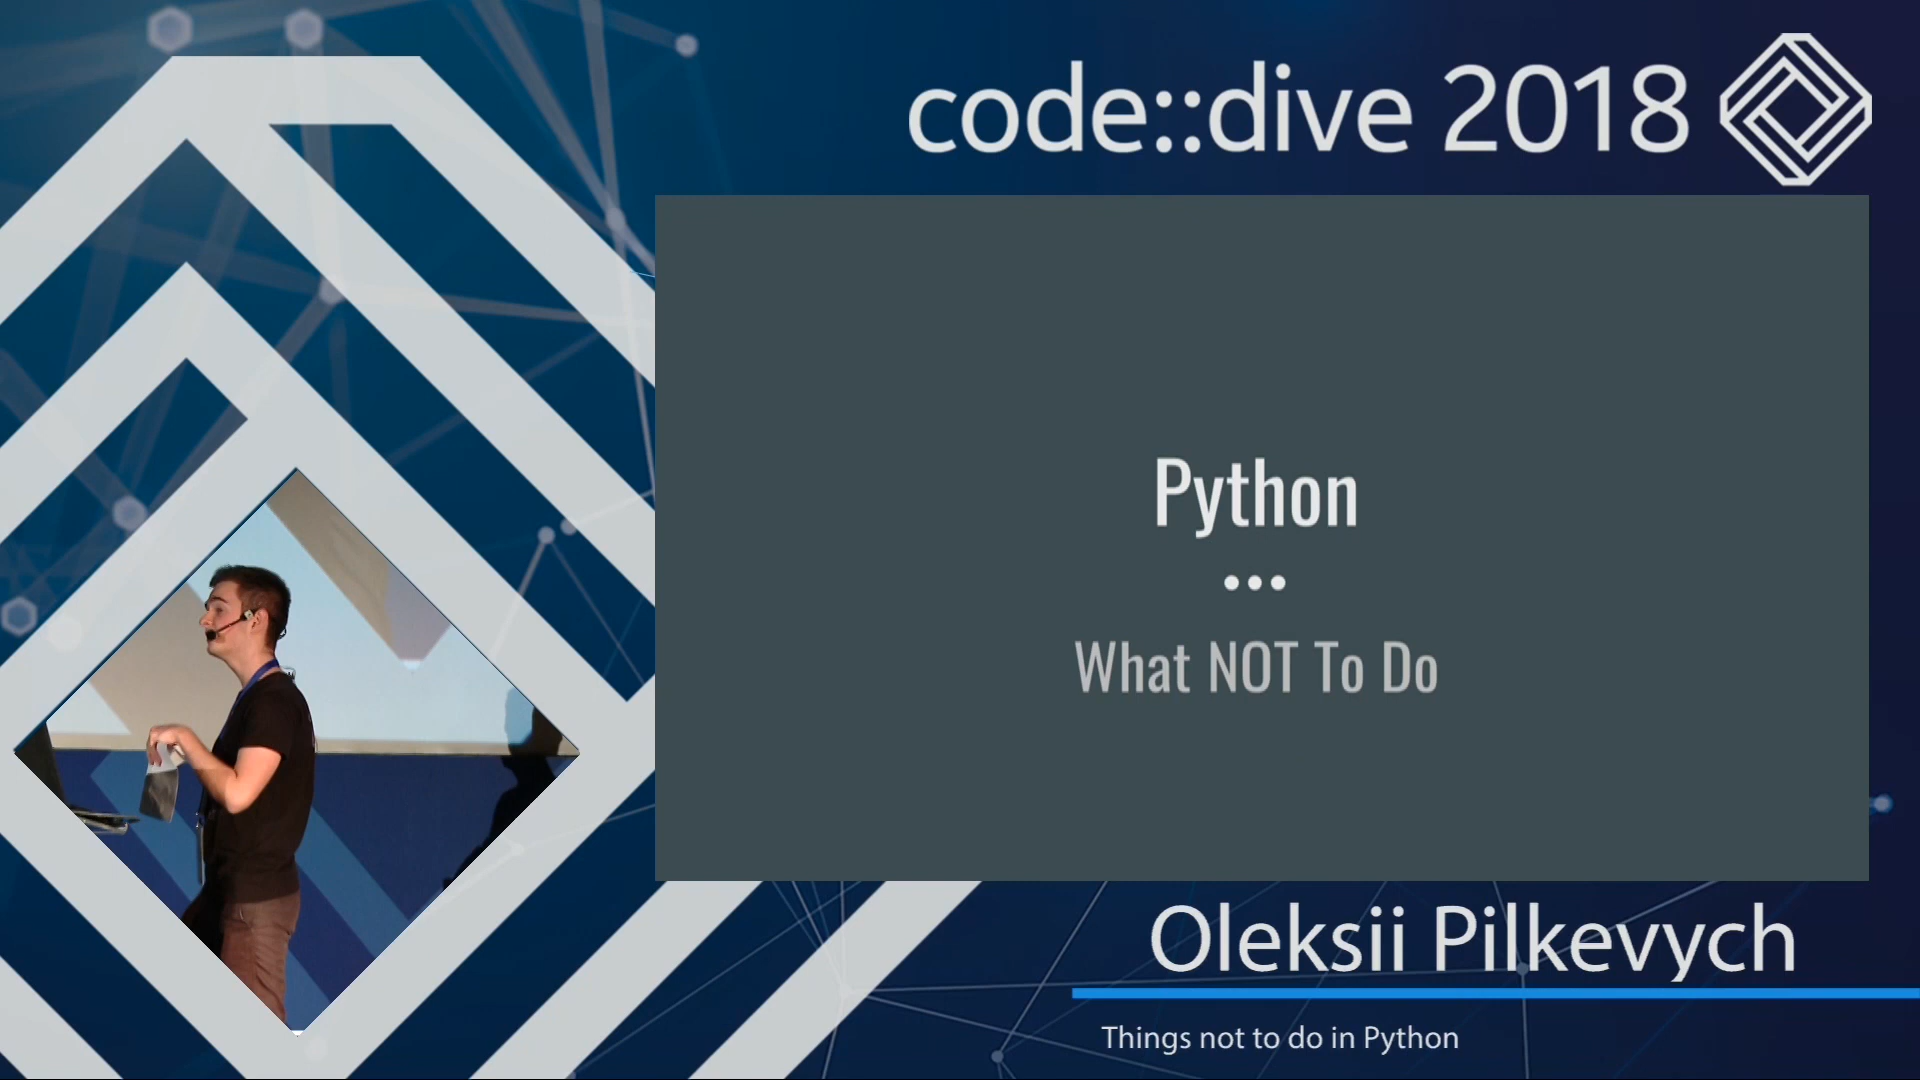 code::dive 2018
Python
What NOT To Do
Oleksii Pilkevych
Things not to do in Python